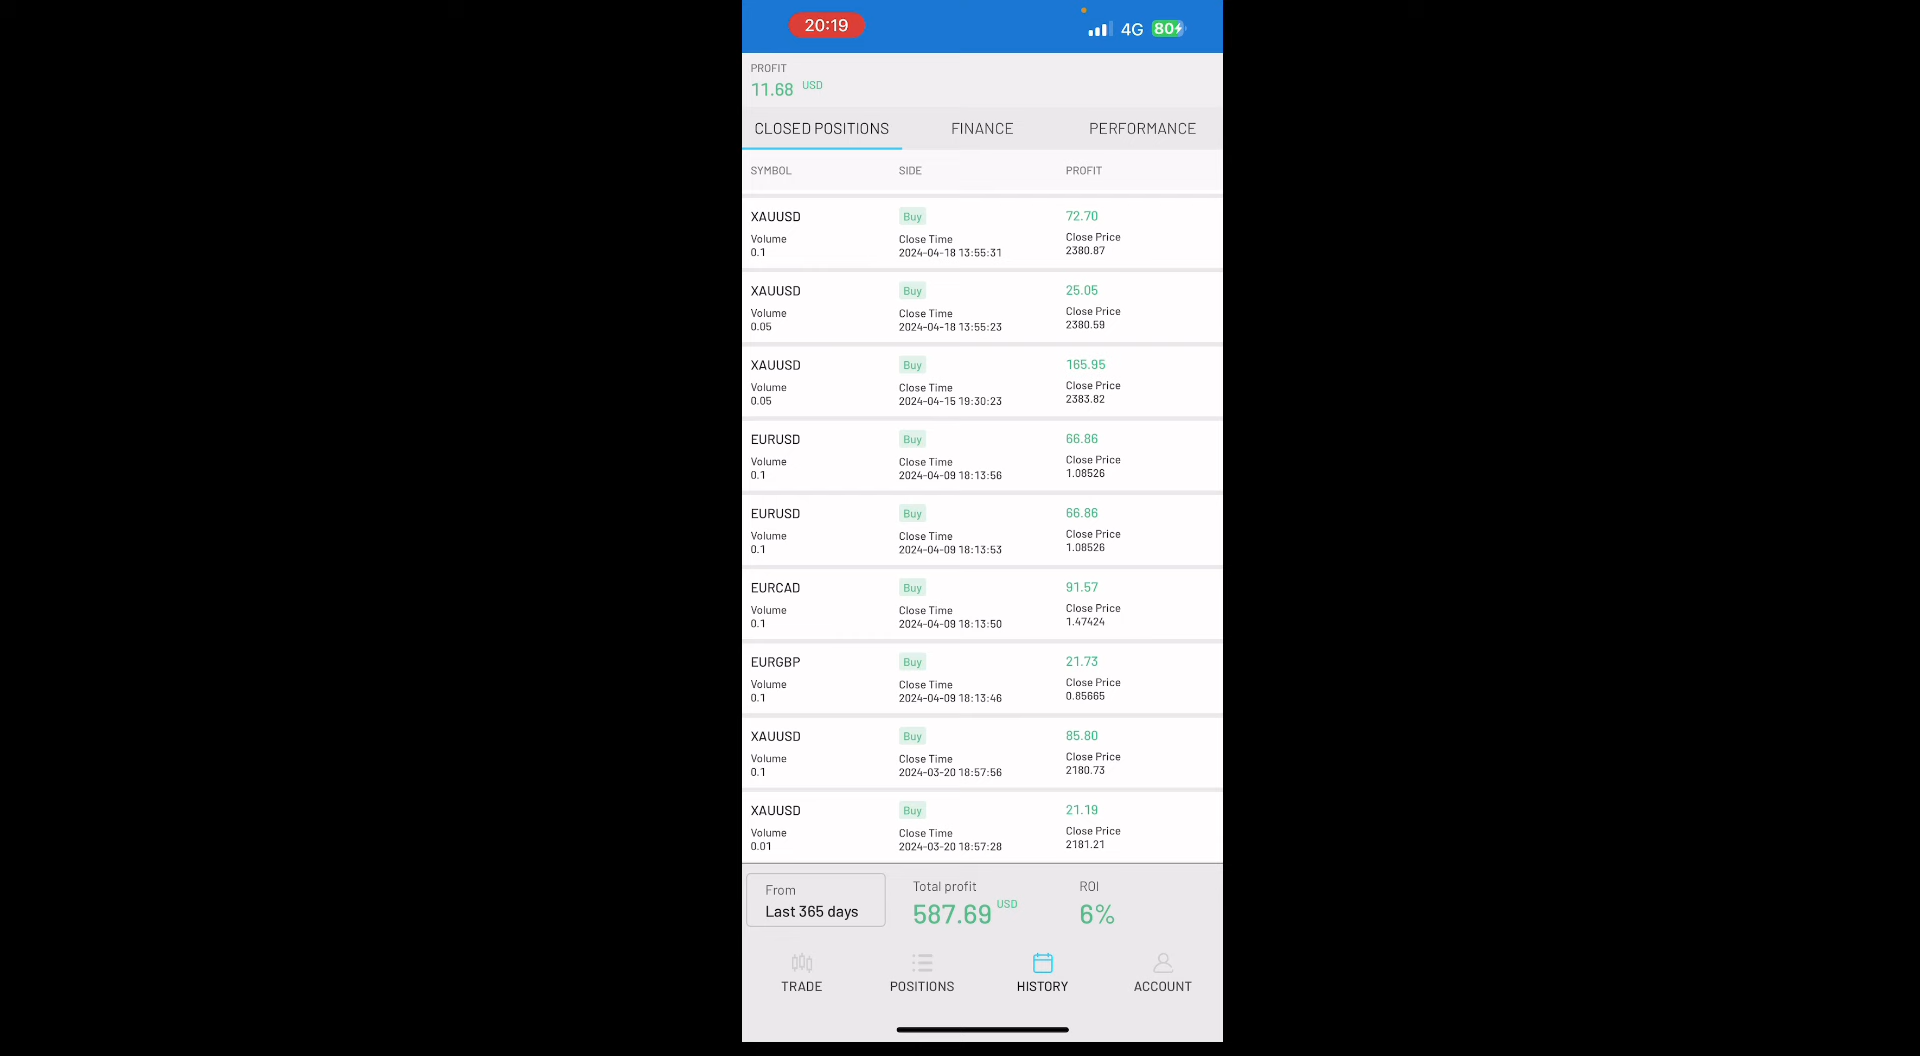 20:19
4G 80
PROFIT
11.68 USD
CLOSED POSITIONS FINANCE PERFORMANCE
SYMBOL SIDE PROFIT
XAUUSD Buy 72.70
Volume Close Time Close Price
0.1 2024-04-18 13:55:31 2380.87
XAUUSD Buy 25.05
Volume Close Time Close Price
0.05 2024-04-18 13:55:23 2380.59
XAUUSD Buy 165.95
Volume Close Time Close Price
0.05 2024-04-15 19:30:23 2383.82
EURUSD Buy 66.86
Volume Close Time Close Price
0.1 2024-04-09 18:13:56 1.08526
EURUSD Buy 66.86
Volume Close Time Close Price
0.1 2024-04-09 18:13:53 1.08526
EURCAD Buy 91.57
Volume Close Time Close Price
0.1 2024-04-09 18:13:50 1.47424
EURGBP Buy 21.73
Volume Close Time Close Price
0.1 2024-04-09 18:13:46 0.85665
XAUUSD Buy 85.80
Volume Close Time Close Price
0.1 2024-03-20 18:57:56 2180.73
XAUUSD Buy 21.19
Volume Close Time Close Price
0.01 2024-03-20 18:57:28 2181.21
From Total profit ROI
Last 365 days 587.69 USD 6%
TRADE POSITIONS HISTORY ACCOUNT